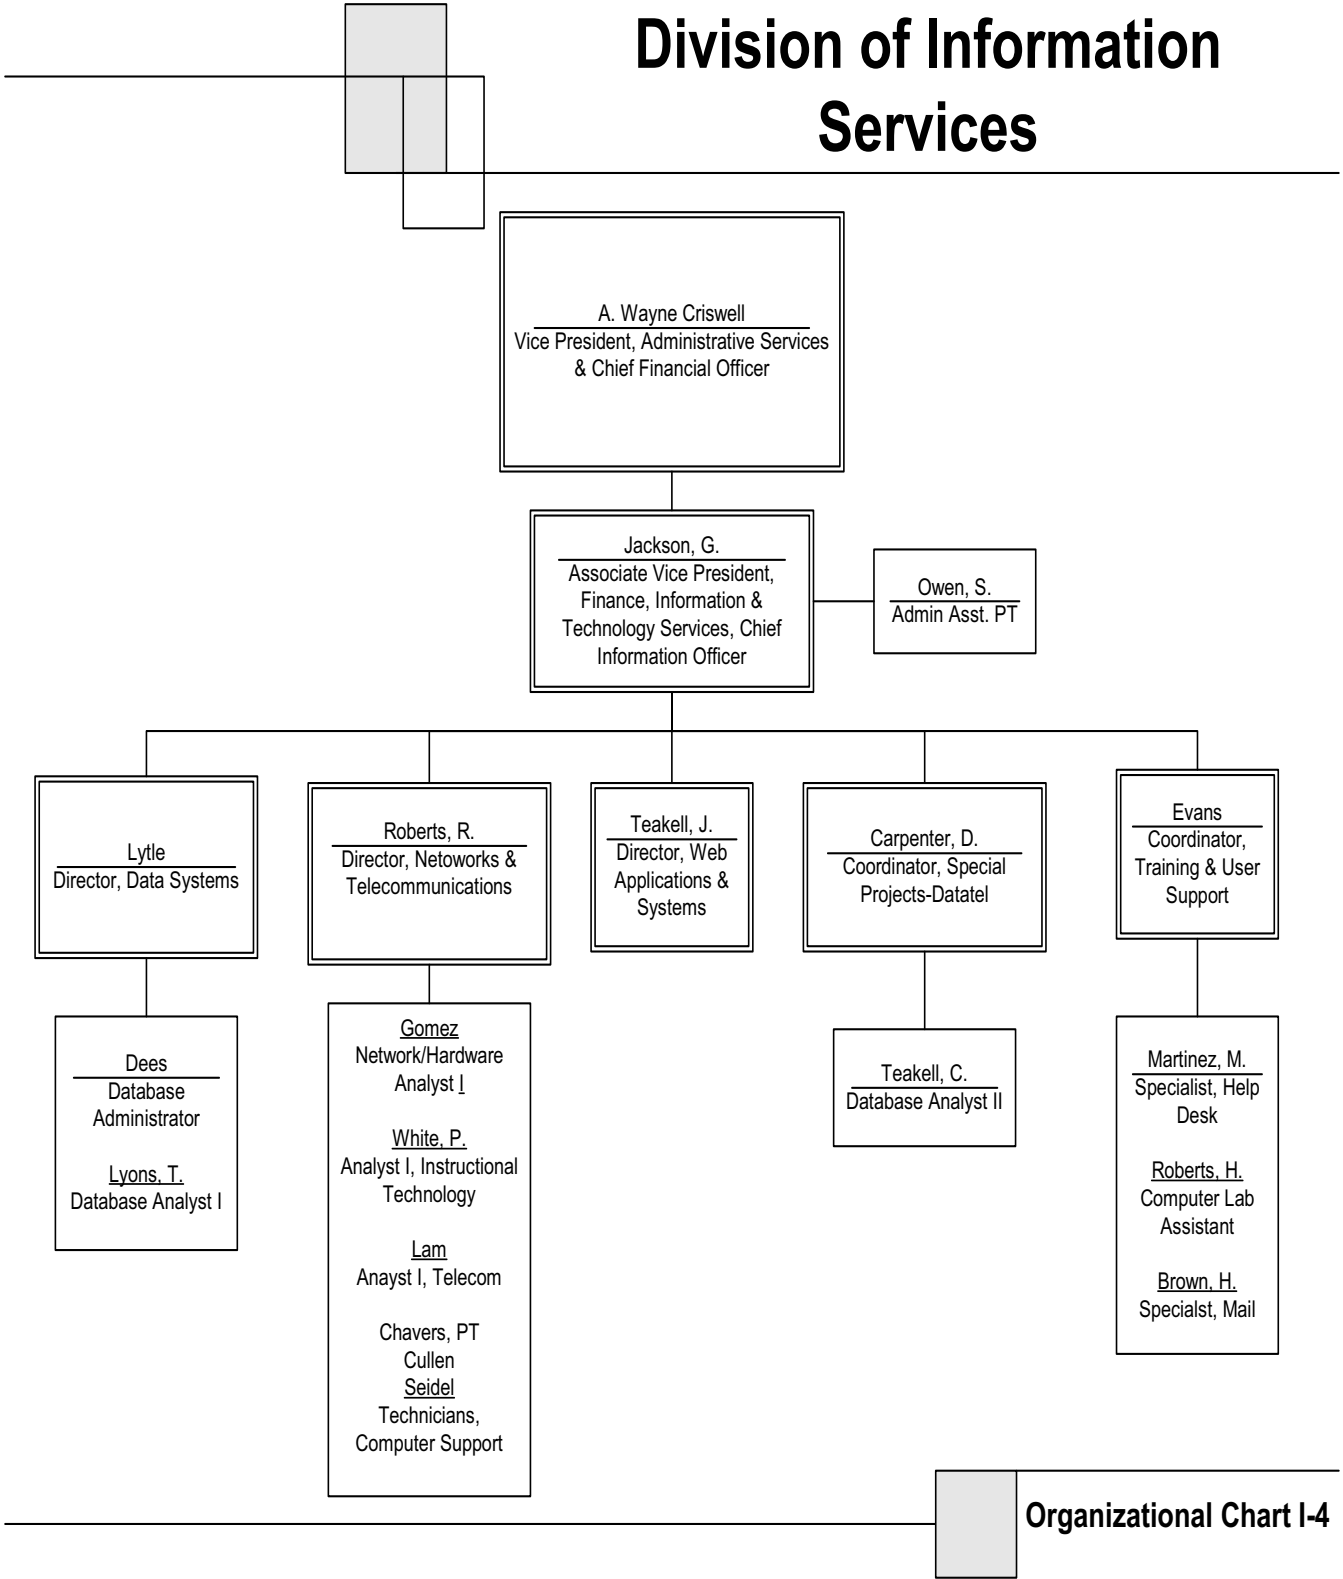 Division of Information
Services
A. Wayne Criswell
Vice President, Administrative Services
& Chief Financial Officer
Jackson, G.
Associate Vice President,
Finance, Information &
Technology Services, Chief
Information Officer
Owen, S.
Admin Asst. PT
Lytle
Director, Data Systems
Roberts, R.
Director, Netoworks &
Telecommunications
Teakell, J.
Director, Web
Applications &
Systems
Carpenter, D.
Coordinator, Special
Projects-Datatel
Evans
Coordinator,
Training & User
Support
Dees
Database
Administrator
Lyons, T.
Database Analyst I
Gomez
Network/Hardware
Analyst I
White, P.
Analyst I, Instructional
Technology
Lam
Anayst I, Telecom
Chavers, PT
Cullen
Seidel
Technicians,
Computer Support
Teakell, C.
Database Analyst II
Martinez, M.
Specialist, Help
Desk
Roberts, H.
Computer Lab
Assistant
Brown, H.
Specialst, Mail
Organizational Chart I-4